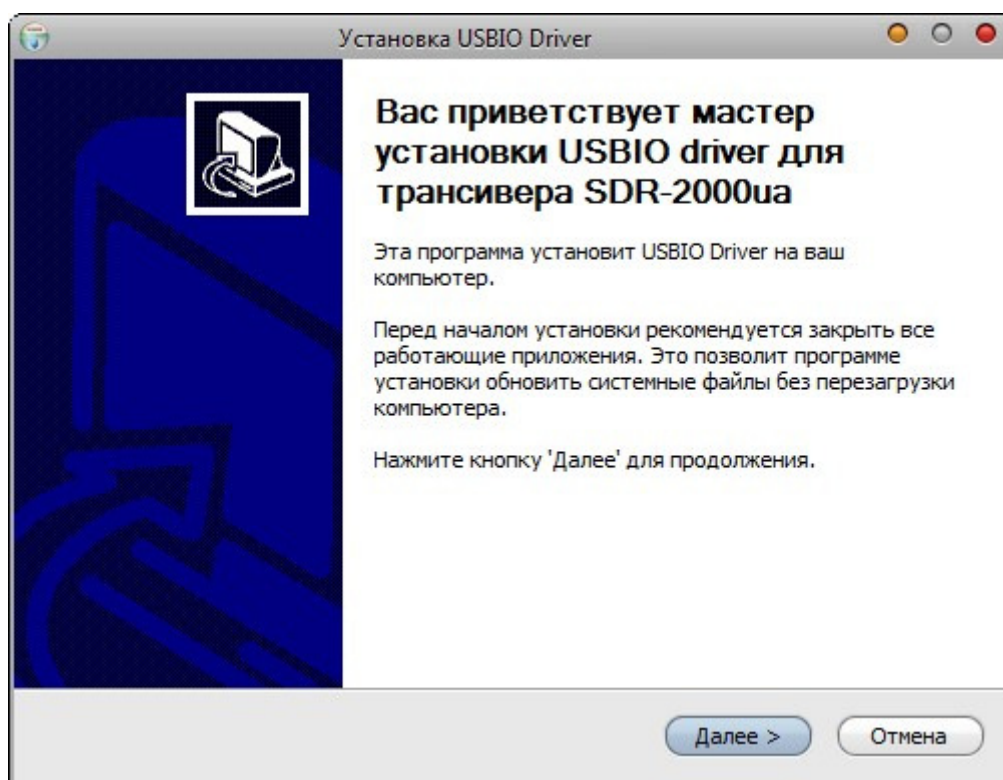 Установка USBIO Driver
Вас приветствует мастер
установки USBIO driver для
трансивера SDR-2000ua
Эта программа установит USBIO Driver на ваш
компьютер.
Перед началом установки рекомендуется закрыть все
работающие приложения. Это позволит программе
установки обновить системные файлы без перезагрузки
компьютера.
Нажмите кнопку 'Далее' для продолжения.
Далее >
Отмена